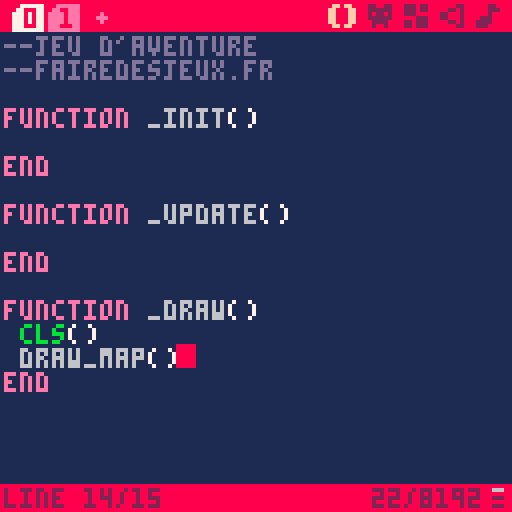 0 1 +
--JEU D'AVENTURE
--FAIREDESJEUX.FR
FUNCTION _INIT()
END
FUNCTION _UPDATE()
END
FUNCTION _DRAW()
CLS()
DRAW_MAP()
END
LINE 14/15 22/8192